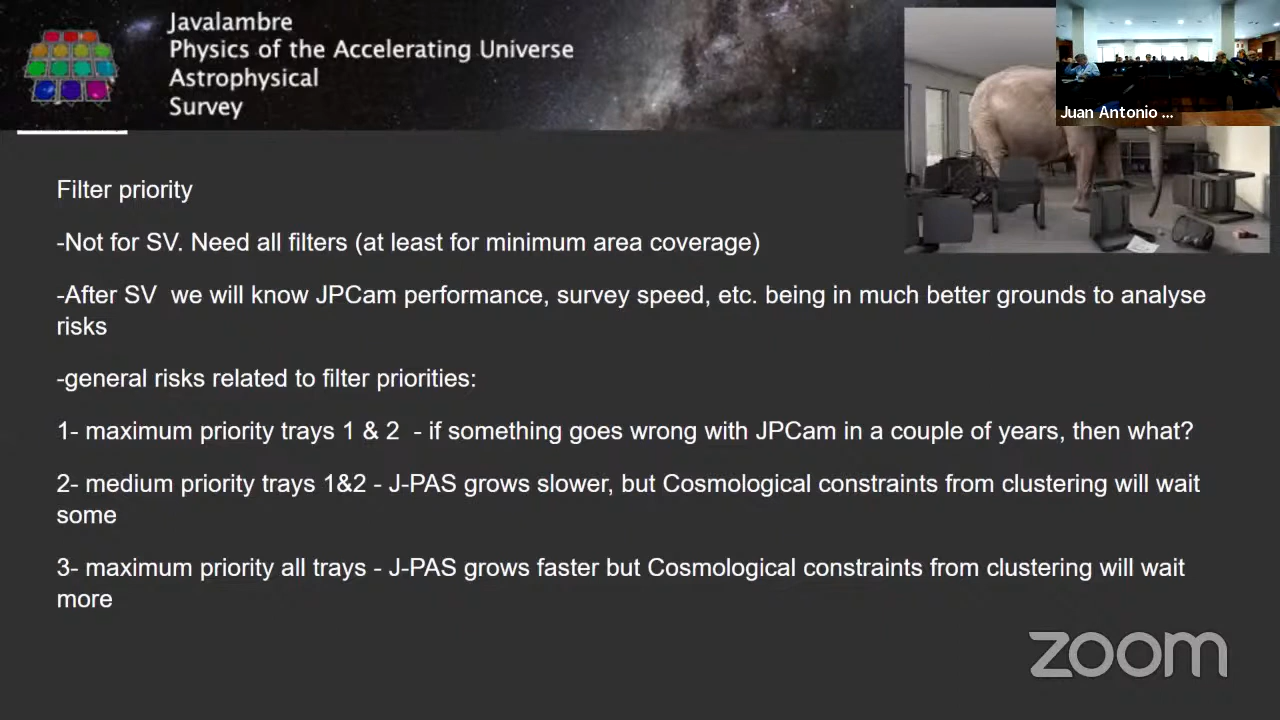 Javalambre
Physics of the Accelerating Universe
Astrophysical
Survey
Juan Antonio ...
Filter priority
-Not for SV. Need all filters (at least for minimum area coverage)
-After SV  we will know JPCam performance, survey speed, etc. being in much better grounds to analyse
risks
-general risks related to filter priorities:
1- maximum priority trays 1 & 2  - if something goes wrong with JPCam in a couple of years, then what?
2- medium priority trays 1&2 - J-PAS grows slower, but Cosmological constraints from clustering will wait
some
3- maximum priority all trays - J-PAS grows faster but Cosmological constraints from clustering will wait
more
zoom